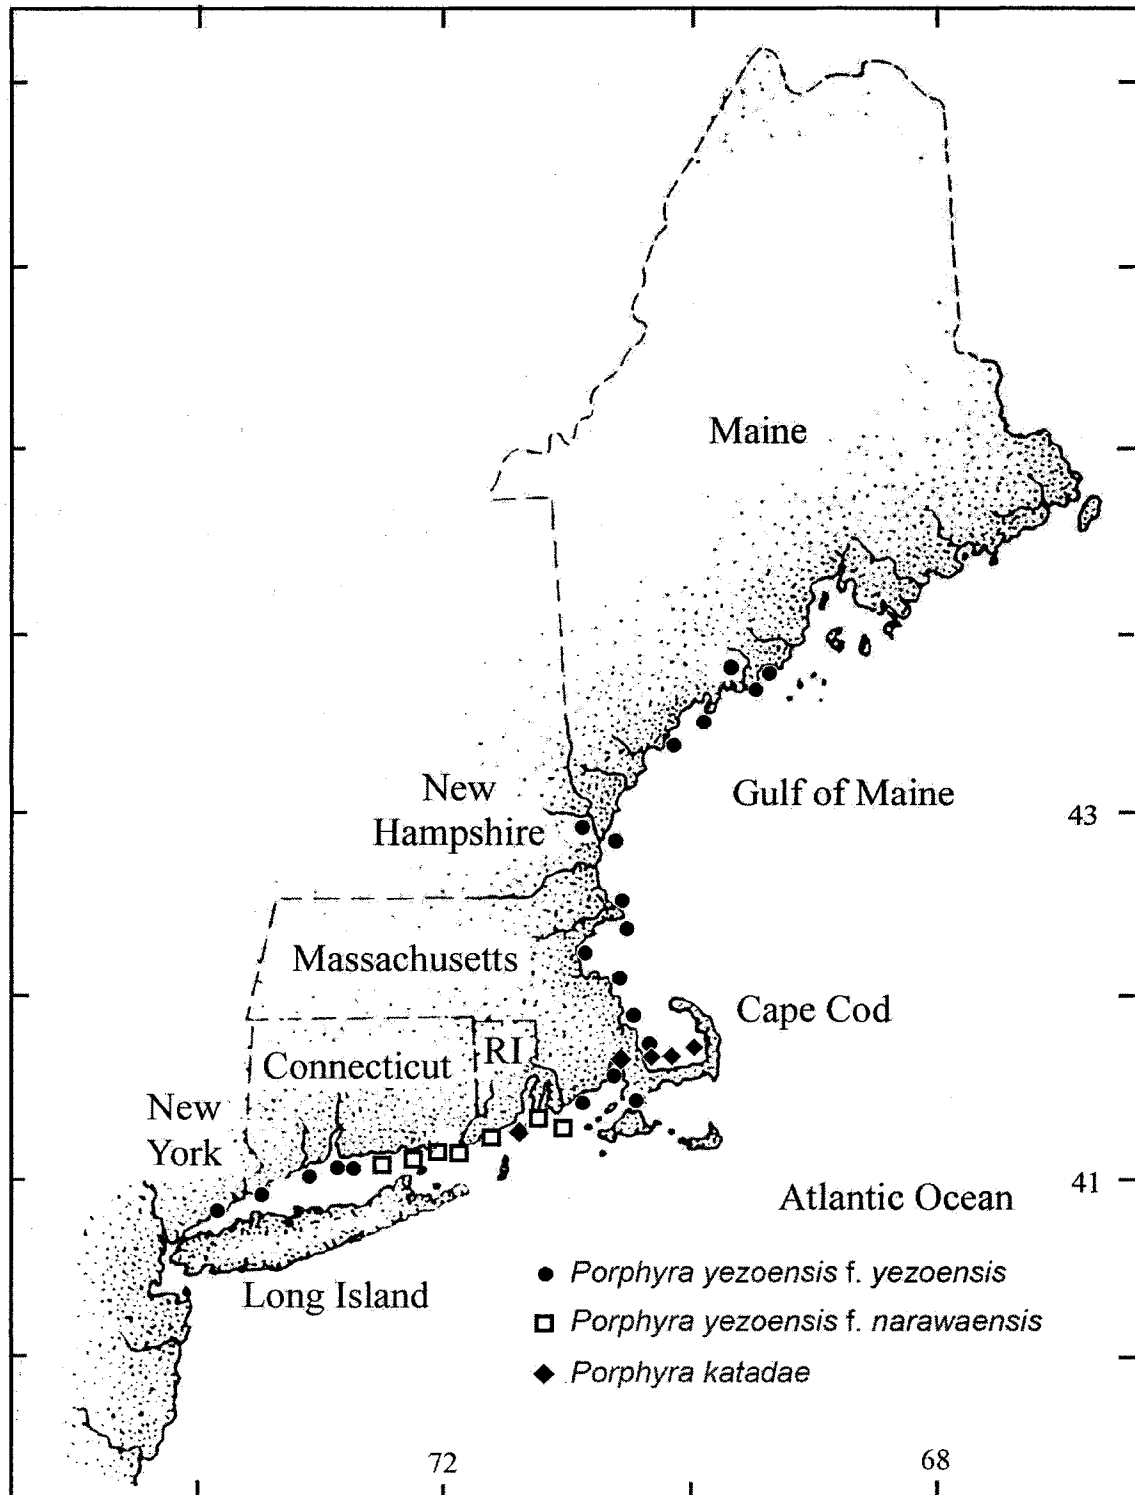 Maine
New
Hampshire
Gulf of Maine
43
Massachusetts
Cape Cod
Connecticut
RI
New
York
41
Atlantic Ocean
Long Island
Porphyra yezoensis f. yezoensis
Porphyra yezoensis f. narawaensis
Porphyra katadae
72
68